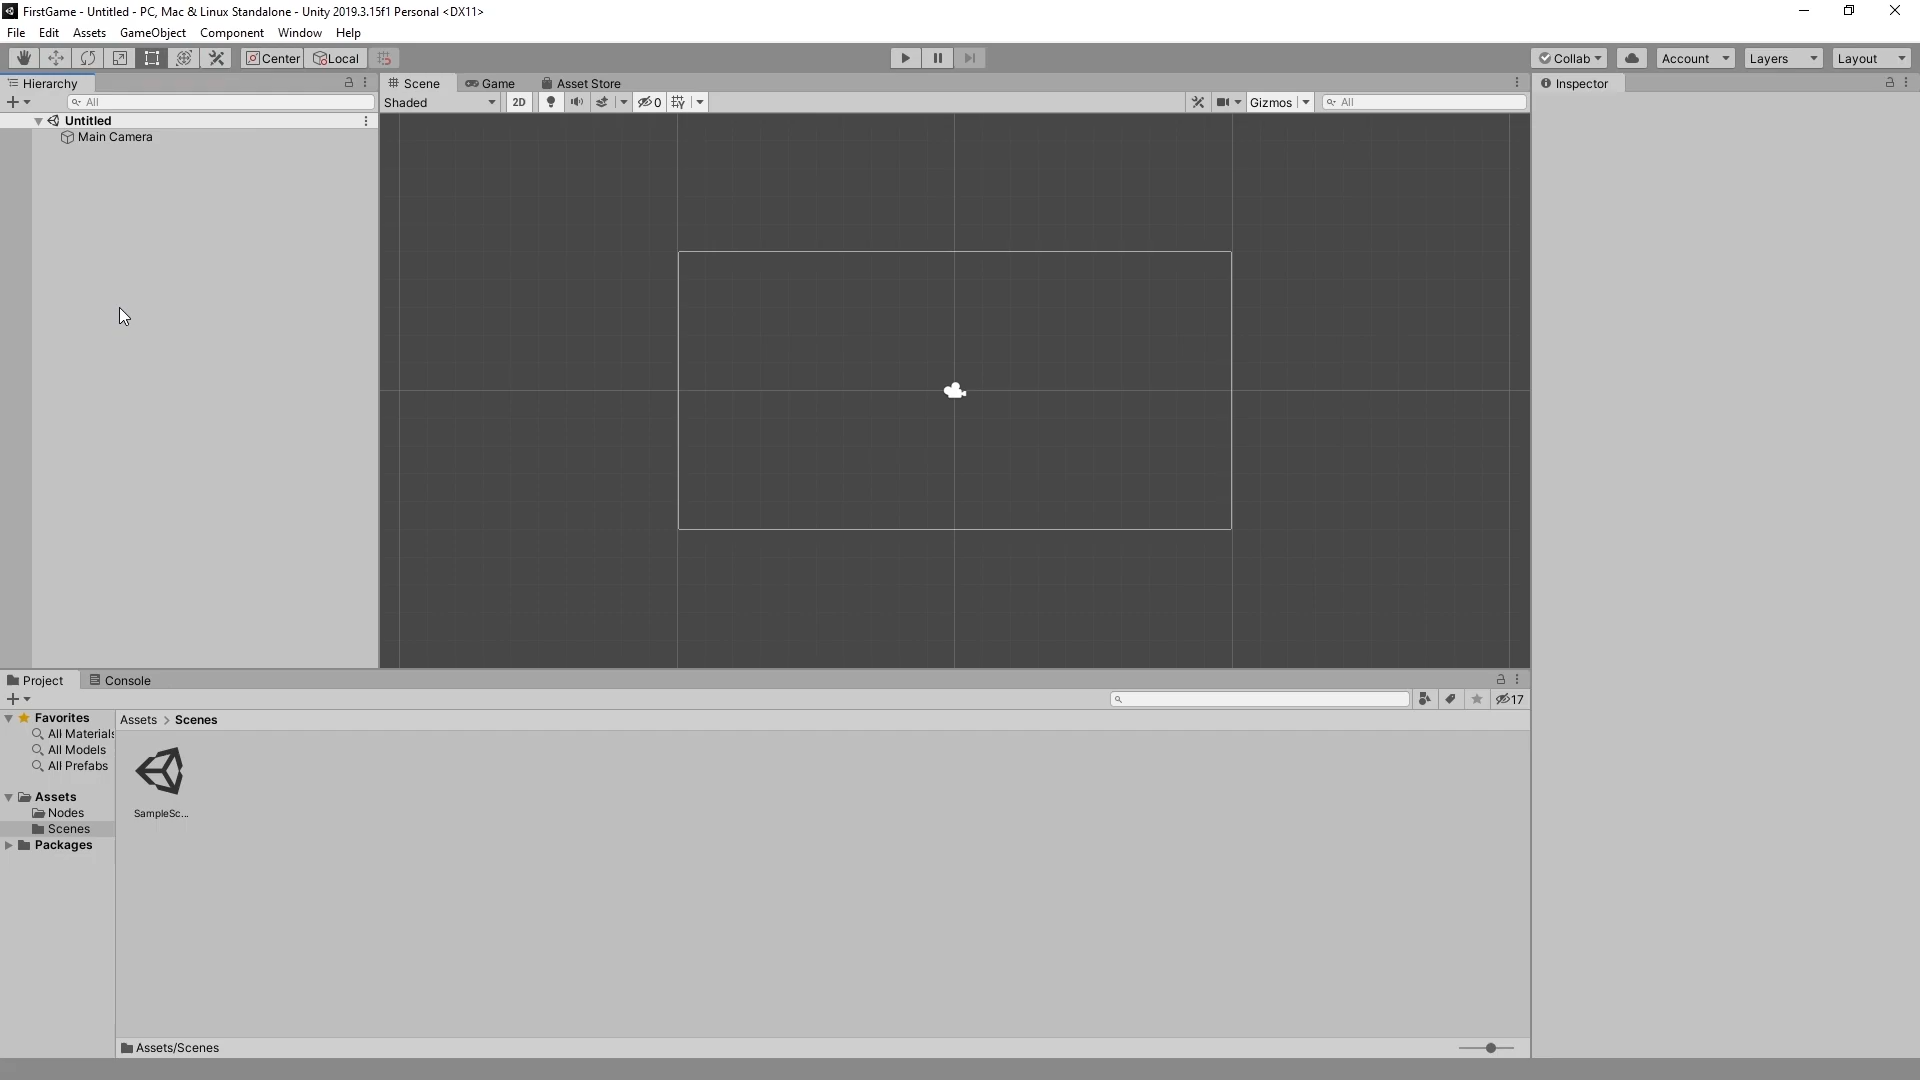 FirstGame - Untitled - PC, Mac & Linux Standalone - Unity 2019.3.15f1 Personal <DX11>
File Edit Assets GameObject Component Window Help
Center Local Collab Account Layers Layout
Hierarchy Scene Game Asset Store Inspector
All Shaded 2D 0 Gizmos All
Untitled
Main Camera
Project Console
17
Favorites Assets > Scenes
All Materials
All Models
All Prefabs
SampleSc...
Assets
Nodes
Scenes
Packages
Assets/Scenes